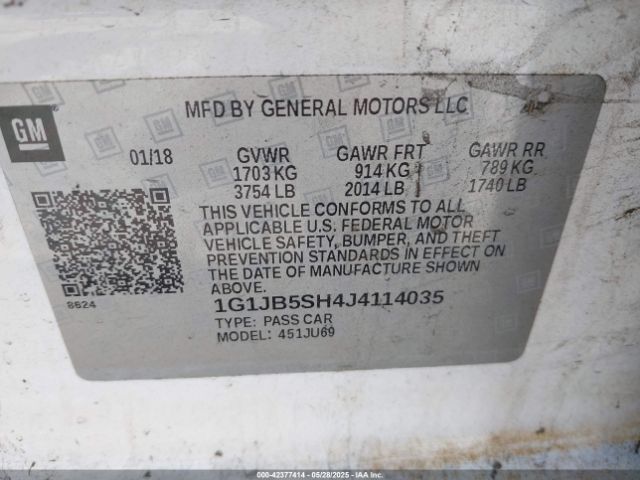 GM
MFD BY GENERAL MOTORS LLC
01/18 GVWR GAWR FRT GAWR RR
1703 KG 914 KG 789 KG
3754 LB 2014 LB 1740 LB
THIS VEHICLE CONFORMS TO ALL
APPLICABLE U.S. FEDERAL MOTOR
VEHICLE SAFETY, BUMPER, AND THEFT
PREVENTION STANDARDS IN EFFECT ON
THE DATE OF MANUFACTURE SHOWN
ABOVE.
8624
1G1JB5SH4J4114035
TYPE: PASS CAR
MODEL: 451JU69
©www.copyright 42377414 | 05/28/2025 - IAA Inc.